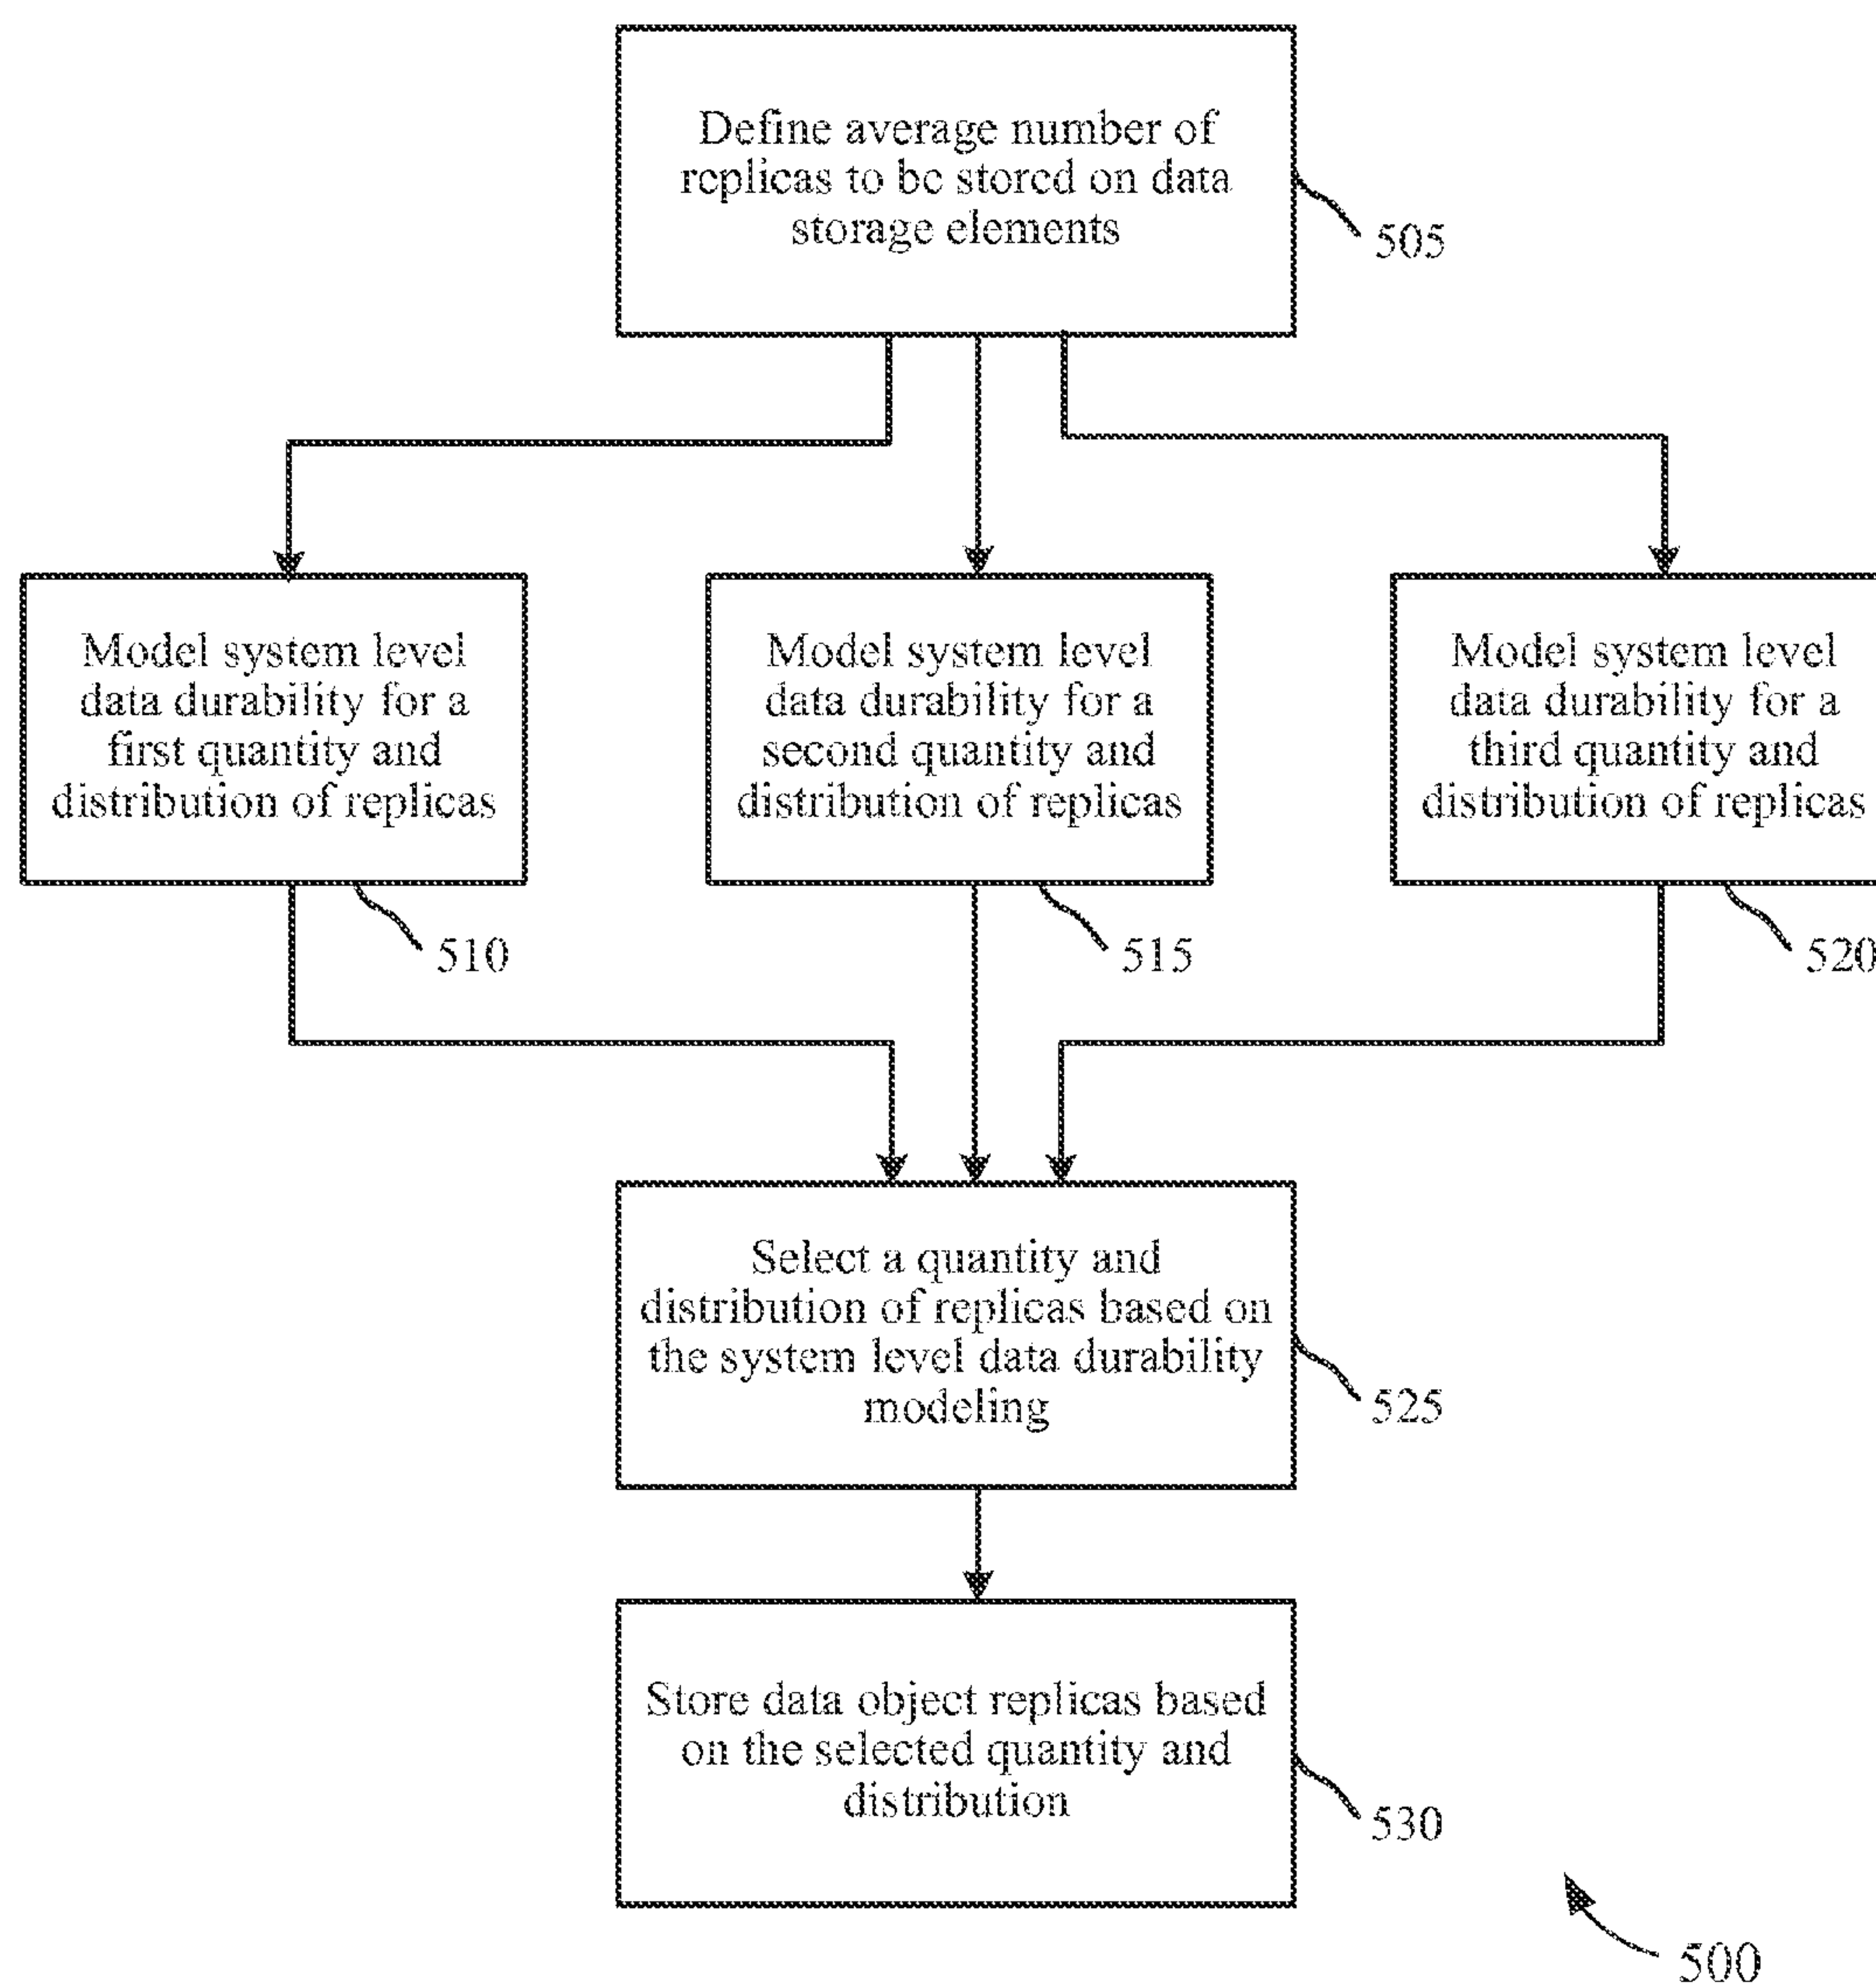 Define average number of
replicas to be stored on data
storage elements
505
Model system level
data durability for a
first quantity and
distribution of replicas
510
Model system level
data durability for a
second quantity and
distribution of replicas
515
Model system level
data durability for a
third quantity and
distribution of replicas
520
Select a quantity and
distribution of replicas based on
the system level data durability
modeling
525
Store data object replicas based
on the selected quantity and
distribution
530
500